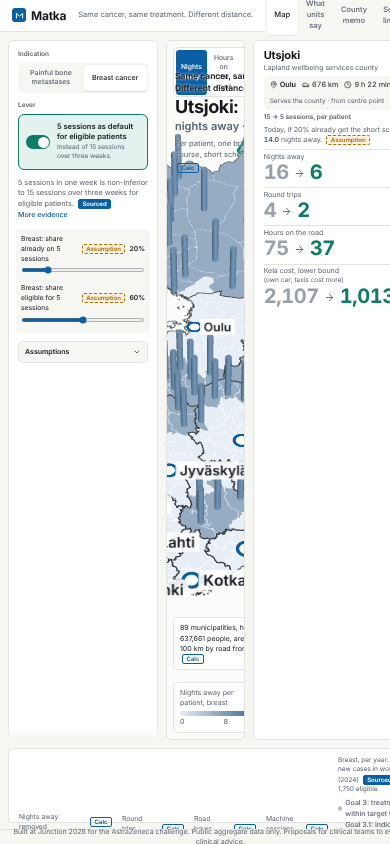 Matka
Same cancer, same treatment. Different distance.
Map
What units say
County memo
Indication
Painful bone metastases
Breast cancer
Lever
5 sessions as default for eligible patients
Instead of 15 sessions over three weeks.
5 sessions in one week is non-inferior to 15 sessions over three weeks for eligible patients.
Sourced
More evidence
Breast: share already on 5 sessions
Assumption
20%
Breast: share eligible for 5 sessions
Assumption
60%
Assumptions
Nights
Hours on
Same cancer, sa
Different distanc
Utsjoki:
nights away
Per patient, one b
course, short sch
Calc
Oulu
Jyväskylä
ahti
nki
Kotka
89 municipalities, h
637,661 people, are
100 km by road fro
Calc
Nights away per patient, breast
0
8
Utsjoki
Lapland wellbeing services county
Oulu
676 km
9 h 22 min
Serves the county · from centre point
15 → 5 sessions, per patient
Today, if 20% already get the short sc
14.0 nights away.
Assumption
Nights away
16 → 6
Round trips
4 → 2
Hours on the road
75 → 37
Kela cost, lower bound
(own car; taxis cost more)
2,107 → 1,013
Breast, per year:
new cases in wo
(2024)
Sourced
1,750 eligible
Goal 3: treatm
within target t
Goal 3.1: indic
Nights away removed
Calc
Round
Calc
Road
Calc
Machine
Calc
Built at Junction 2026 for the AstraZeneca challenge. Public aggregate data only. Proposals for clinical teams to ev
clinical advice.